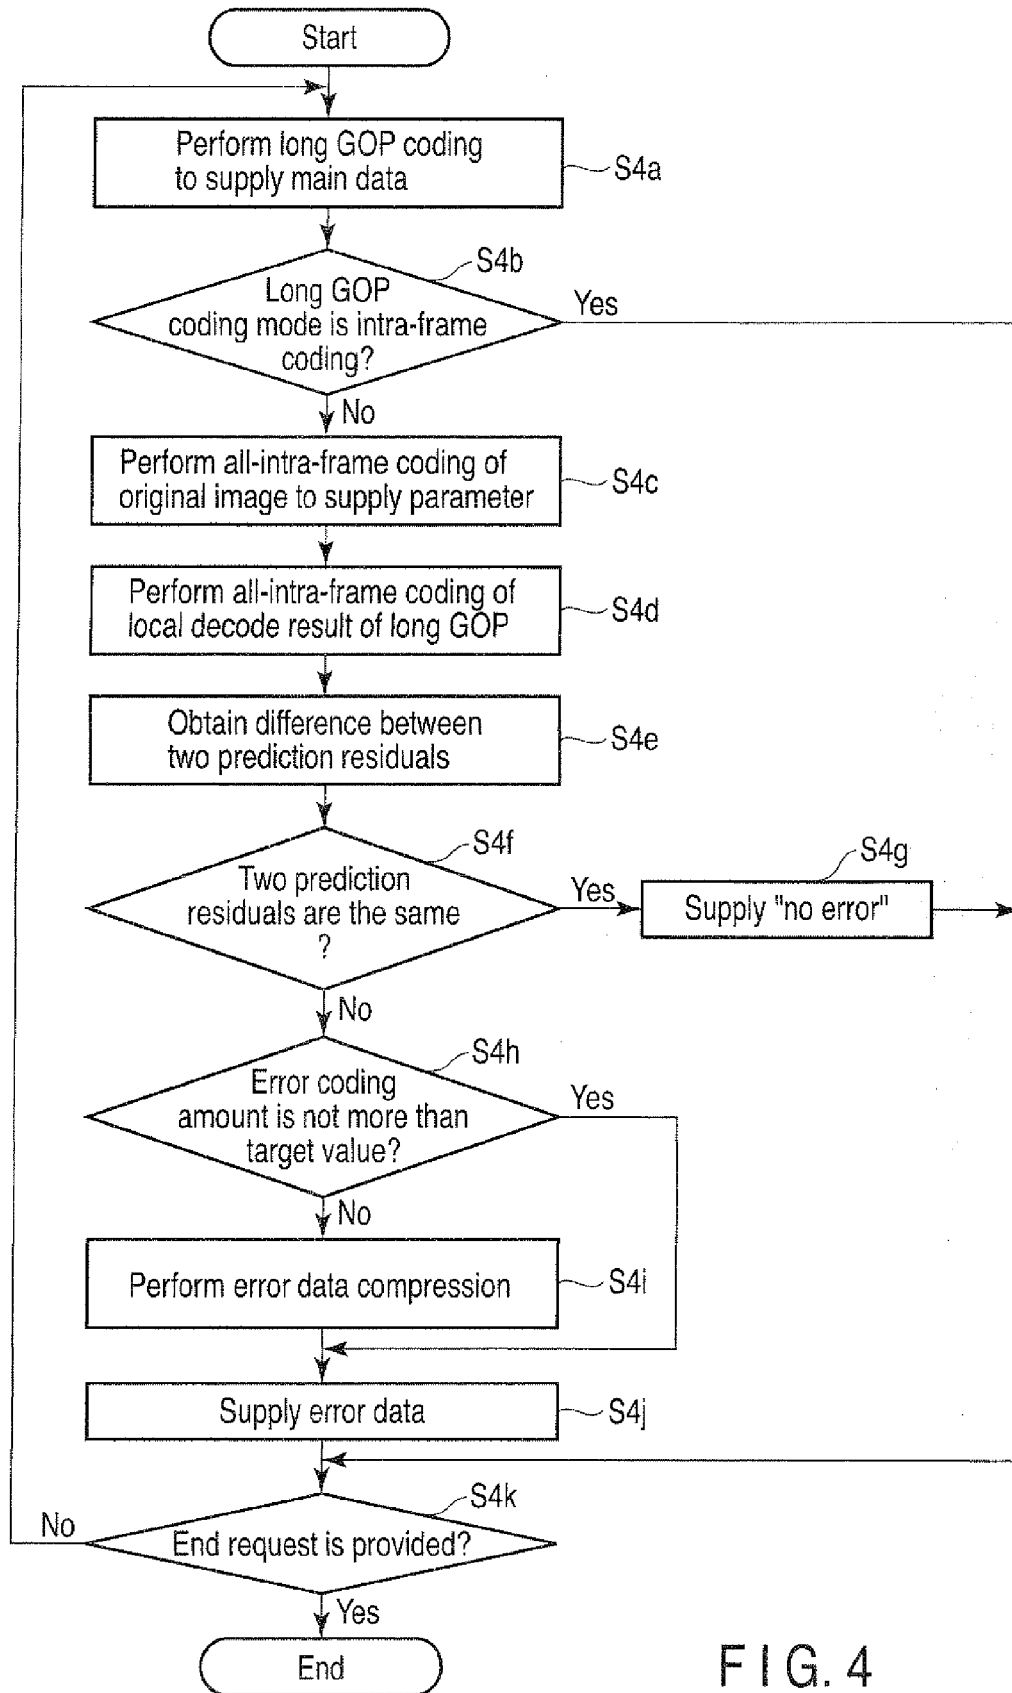 Start
Perform long GOP coding
to supply main data
S4a
S4b
Long GOP
coding mode is intra-frame
coding?
Yes
No
Perform all-intra-frame coding of
original image to supply parameter
S4c
Perform all-intra-frame coding of
local decode result of long GOP
S4d
Obtain difference between
two prediction residuals
S4e
S4f
Two prediction
residuals are the same
?
Yes
S4g
Supply "no error"
No
S4h
Error coding
amount is not more than
target value?
Yes
No
Perform error data compression
S4i
Supply error data
S4j
S4k
No
End request is provided?
Yes
End
FIG. 4